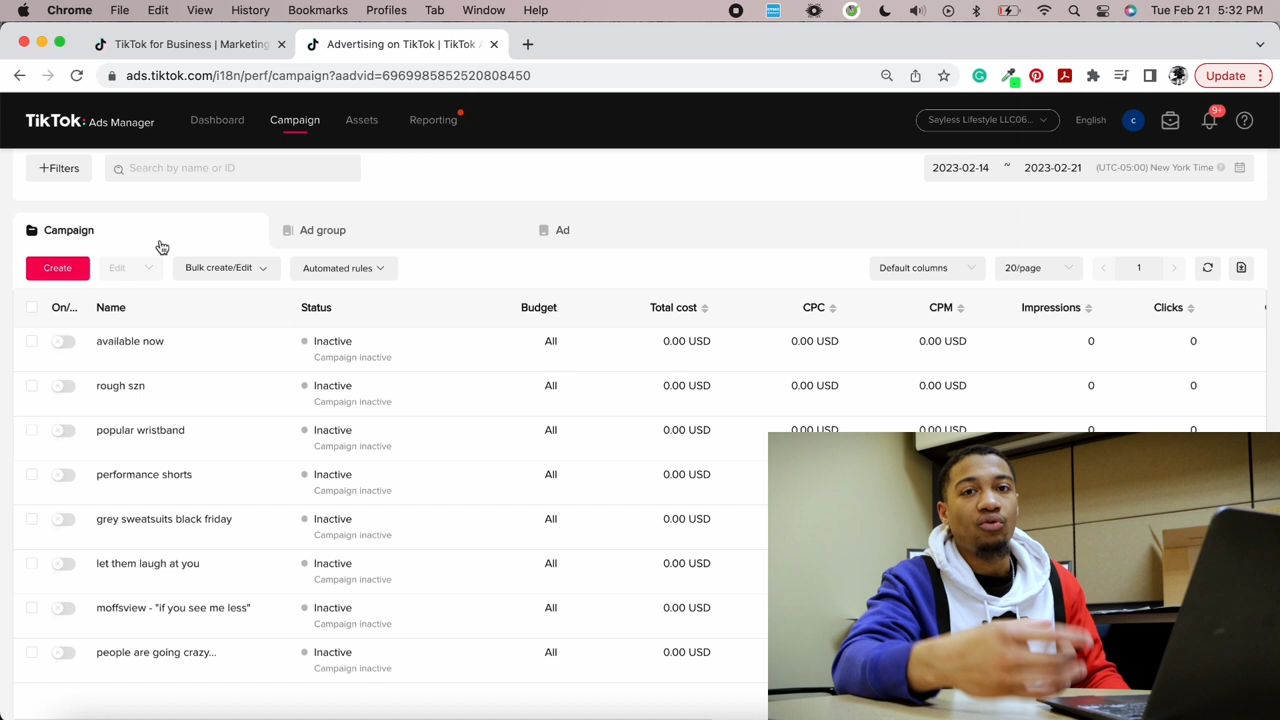 Chrome File Edit View History Bookmarks Profiles Tab Window Help Tue Feb 21 5:32 PM
TikTok for Business | Marketing Advertising on TikTok | TikTok A
ads.tiktok.com/i18n/perf/campaign?aadvid=6969985852520808450 Update
TikTok: Ads Manager Dashboard Campaign Assets Reporting Sayless Lifestyle LLC06... English c 9+
+Filters Search by name or ID 2023-02-14 ~ 2023-02-21 (UTC-05:00) New York Time
Campaign Ad group Ad
Create Edit Bulk create/Edit Automated rules Default columns 20/page 1
On/... Name Status Budget Total cost CPC CPM Impressions Clicks
available now Inactive All 0.00 USD 0.00 USD 0.00 USD 0 0
Campaign inactive
rough szn Inactive All 0.00 USD 0.00 USD 0.00 USD 0 0
Campaign inactive
popular wristband Inactive All 0.00 USD 0.00 USD 0.00 USD 0 0
Campaign inactive
performance shorts Inactive All 0.00 USD
Campaign inactive
grey sweatsuits black friday Inactive All 0.00 USD
Campaign inactive
let them laugh at you Inactive All 0.00 USD
Campaign inactive
moffsview - "if you see me less" Inactive All 0.00 USD
Campaign inactive
people are going crazy... Inactive All 0.00 USD
Campaign inactive